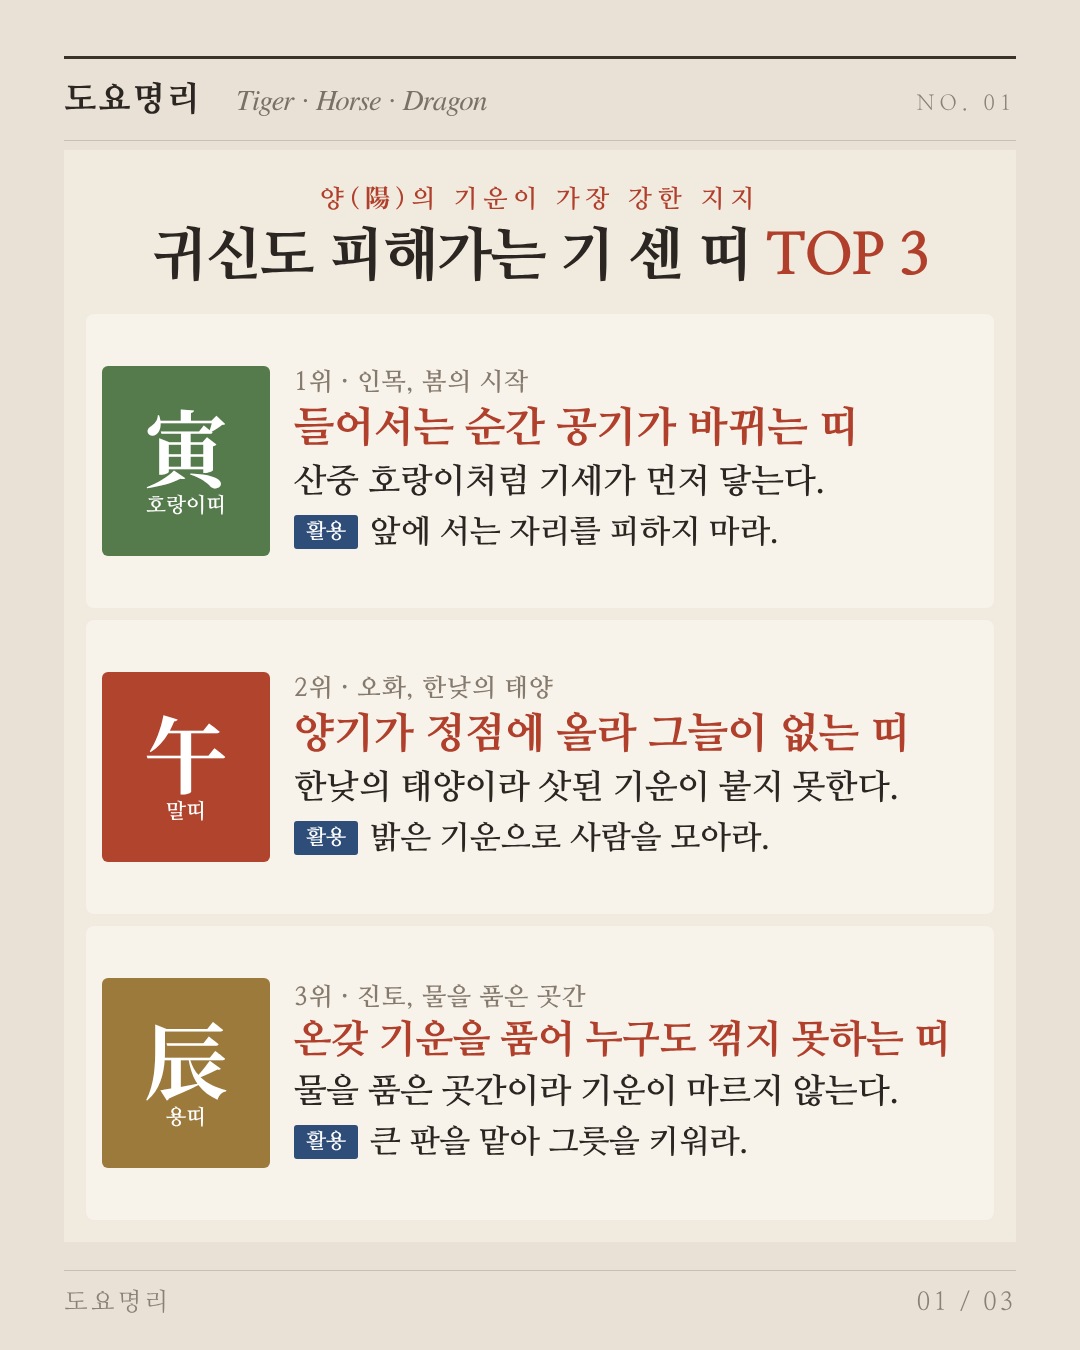 도요명리 Tiger · Horse · Dragon NO. 01
양(陽)의 기운이 가장 강한 지지
귀신도 피해가는 기 센 띠 TOP 3
寅
호랑이띠
1위 · 인목, 봄의 시작
들어서는 순간 공기가 바뀌는 띠
산중 호랑이처럼 기세가 먼저 닿는다.
활용 앞에 서는 자리를 피하지 마라.
午
말띠
2위 · 오화, 한낮의 태양
양기가 정점에 올라 그늘이 없는 띠
한낮의 태양이라 삿된 기운이 붙지 못한다.
활용 밝은 기운으로 사람을 모아라.
辰
용띠
3위 · 진토, 물을 품은 곳간
온갖 기운을 품어 누구도 꺾지 못하는 띠
물을 품은 곳간이라 기운이 마르지 않는다.
활용 큰 판을 맡아 그릇을 키워라.
도요명리 01 / 03